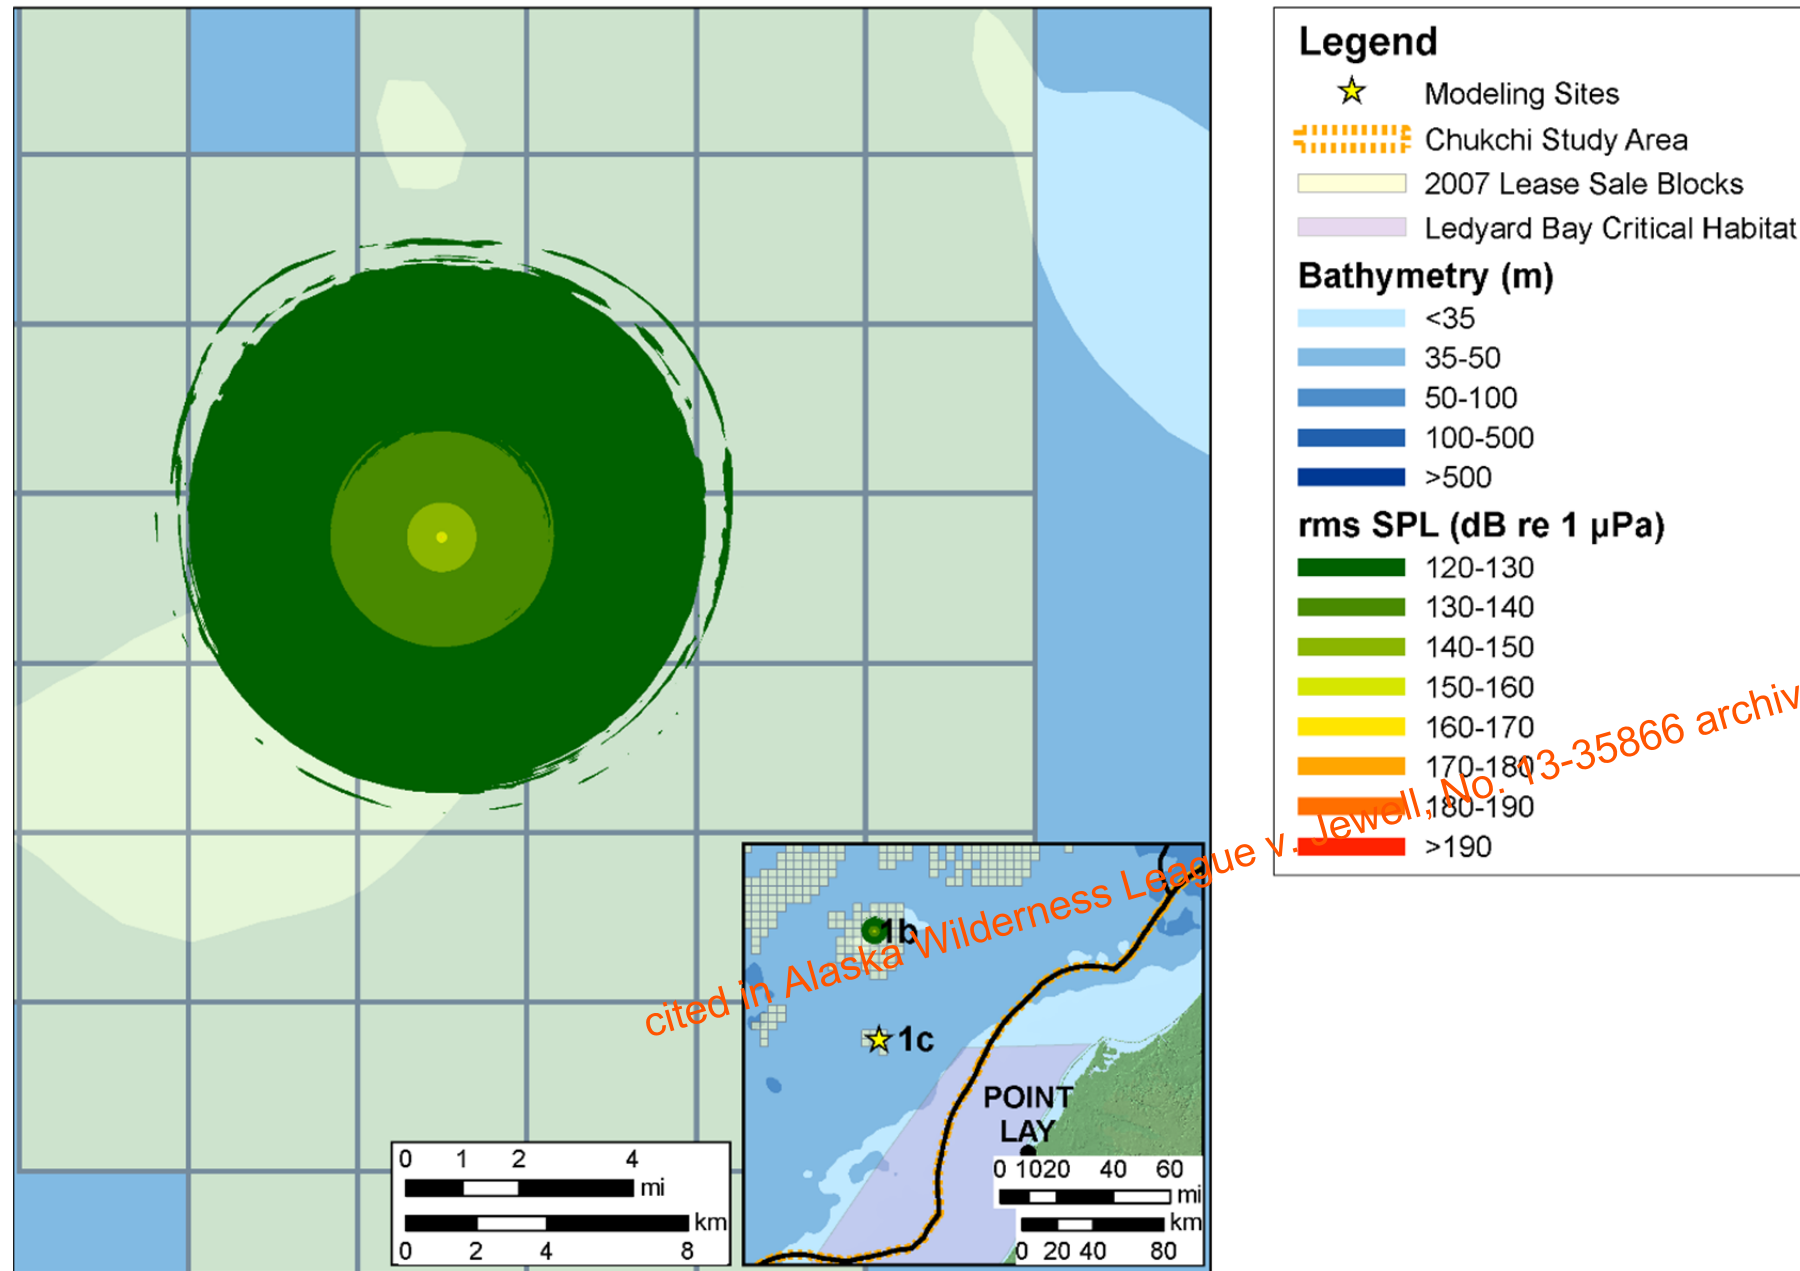 Legend
Modeling Sites
Chukchi Study Area
2007 Lease Sale Blocks
Ledyard Bay Critical Habitat
Bathymetry (m)
<35
35-50
50-100
100-500
>500
rms SPL (dB re 1 µPa)
120-130
130-140
140-150
150-160
160-170
170-180
180-190
>190
cited in Alaska Wilderness League v. Jewell, No. 13-35866 archiv
1b
1c
POINT
LAY
0 10 20 40 60
mi
km
0 20 40 80
0 1 2 4
mi
km
0 2 4 8